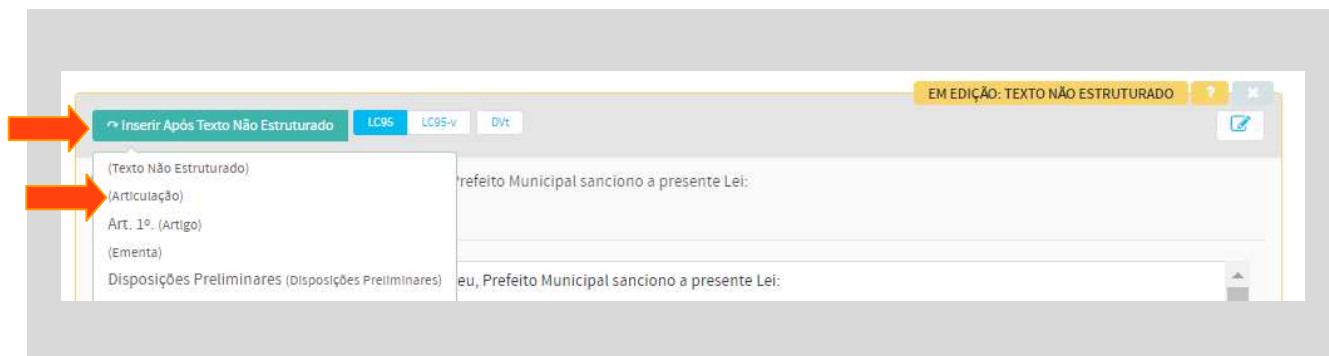 EM EDIÇÃO: TEXTO NÃO ESTRUTURADO ? ×
↷ Inserir Após Texto Não Estruturado LC95 LC95-v DVt
(Texto Não Estruturado)
refeito Municipal sanciono a presente Lei:
(Articulação)
Art. 1º. (Artigo)
(Ementa)
Disposições Preliminares (Disposições Preliminares)
eu, Prefeito Municipal sanciono a presente Lei: